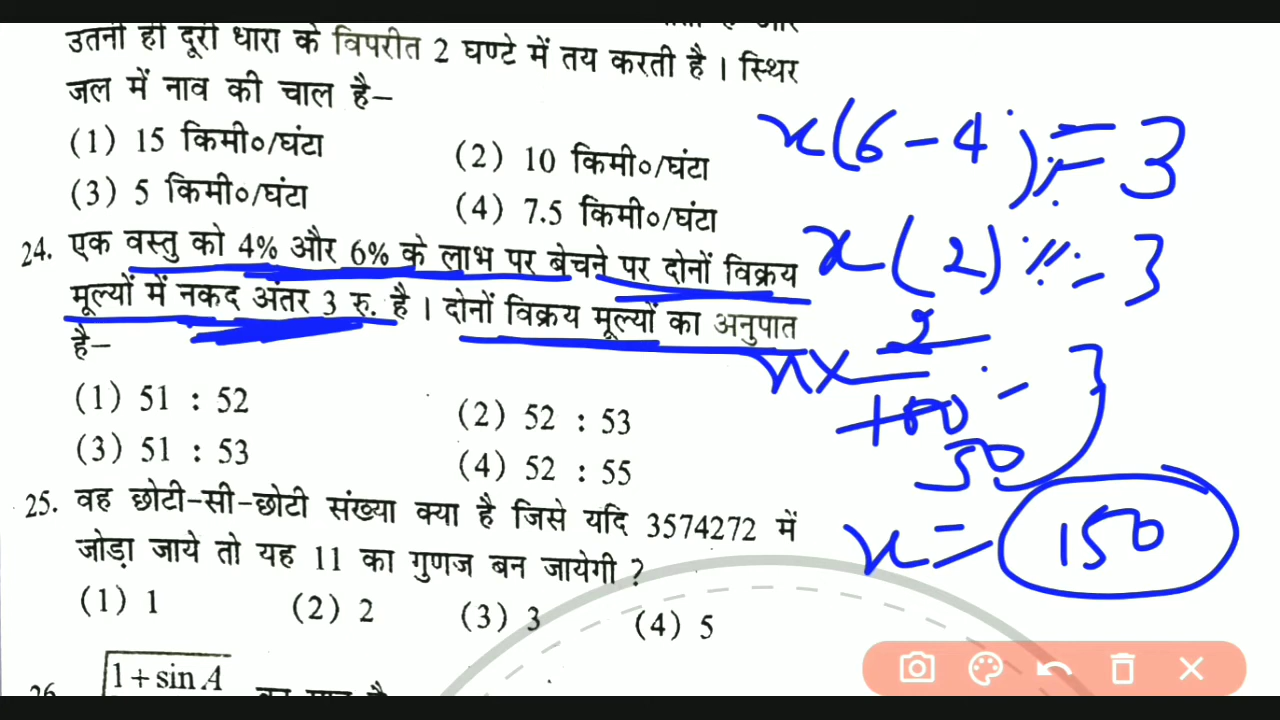 उतनी ही दूरी धारा के विपरीत 2 घण्टे में तय करती है । स्थिर
जल में नाव की चाल है–
(1) 15 किमी०/घंटा (2) 10 किमी०/घंटा
(3) 5 किमी०/घंटा (4) 7.5 किमी०/घंटा
24. एक वस्तु को 4% और 6% के लाभ पर बेचने पर दोनों विक्रय
मूल्यों में नकद अंतर 3 रु. है । दोनों विक्रय मूल्यों का अनुपात
है–
(1) 51 : 52 (2) 52 : 53
(3) 51 : 53 (4) 52 : 55
25. वह छोटी-सी-छोटी संख्या क्या है जिसे यदि 3574272 में
जोड़ा जाये तो यह 11 का गुणज बन जायेगी ?
(1) 1 (2) 2 (3) 3 (4) 5
1 + sin A
x(6-4)%=3
x(2)%=3
x×2/100=3
50
x=150